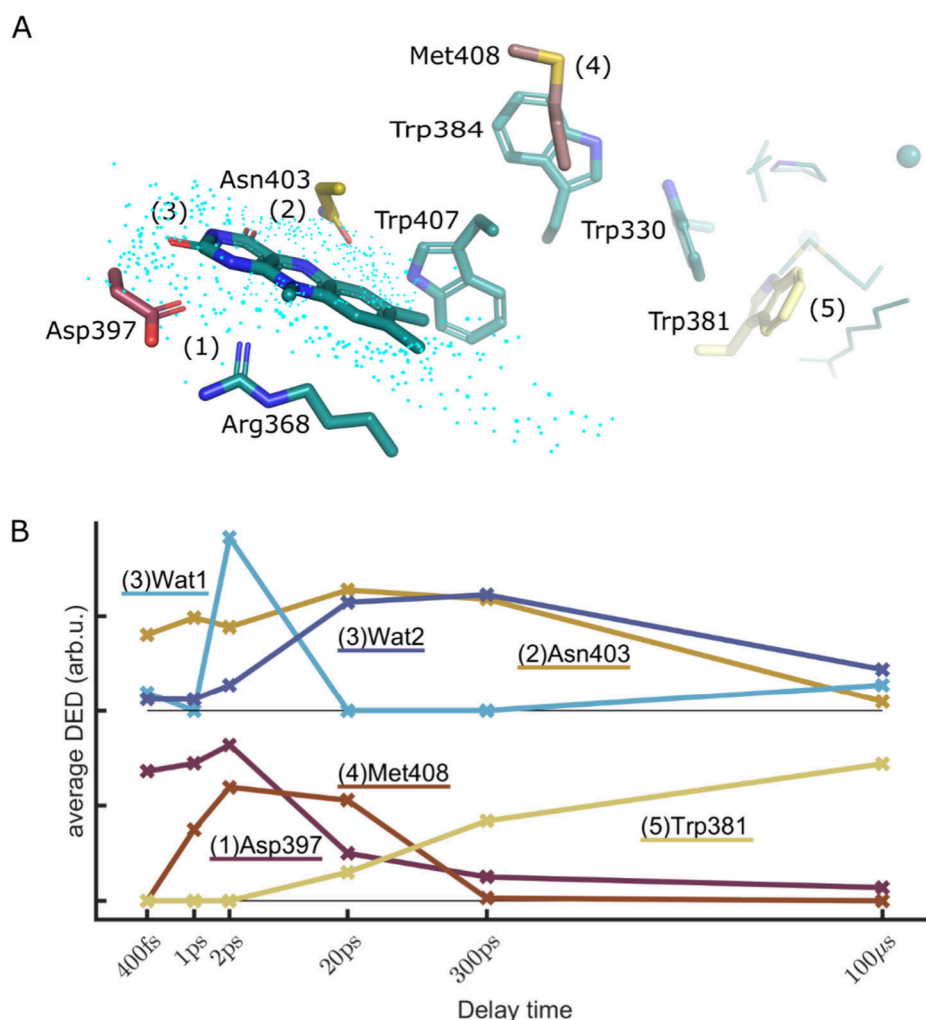 A
Met408
(4)
Trp384
Asn403
(3)
(2)
Trp407
Trp330
Asp397
Trp381
(5)
(1)
Arg368
B
(3)Wat1
(3)Wat2
(2)Asn403
average DED (arb.u.)
(4)Met408
(5)Trp381
(1)Asp397
400fs
1ps
2ps
20ps
300ps
100μs
Delay time